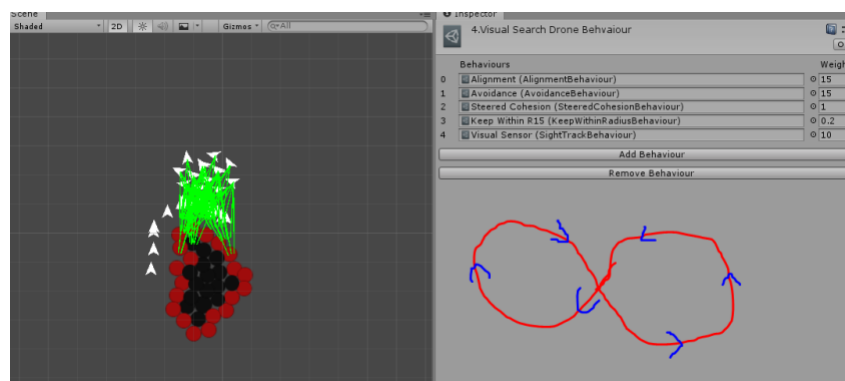 Scene
Shaded 2D Gizmos All
Inspector
4.Visual Search Drone Behvaiour
Behaviours Weigh
0 Alignment (AlignmentBehaviour) 15
1 Avoidance (AvoidanceBehaviour) 15
2 Steered Cohesion (SteeredCohesionBehaviour) 1
3 Keep Within R15 (KeepWithinRadiusBehaviour) 0.2
4 Visual Sensor (SightTrackBehaviour) 10
Add Behaviour
Remove Behaviour